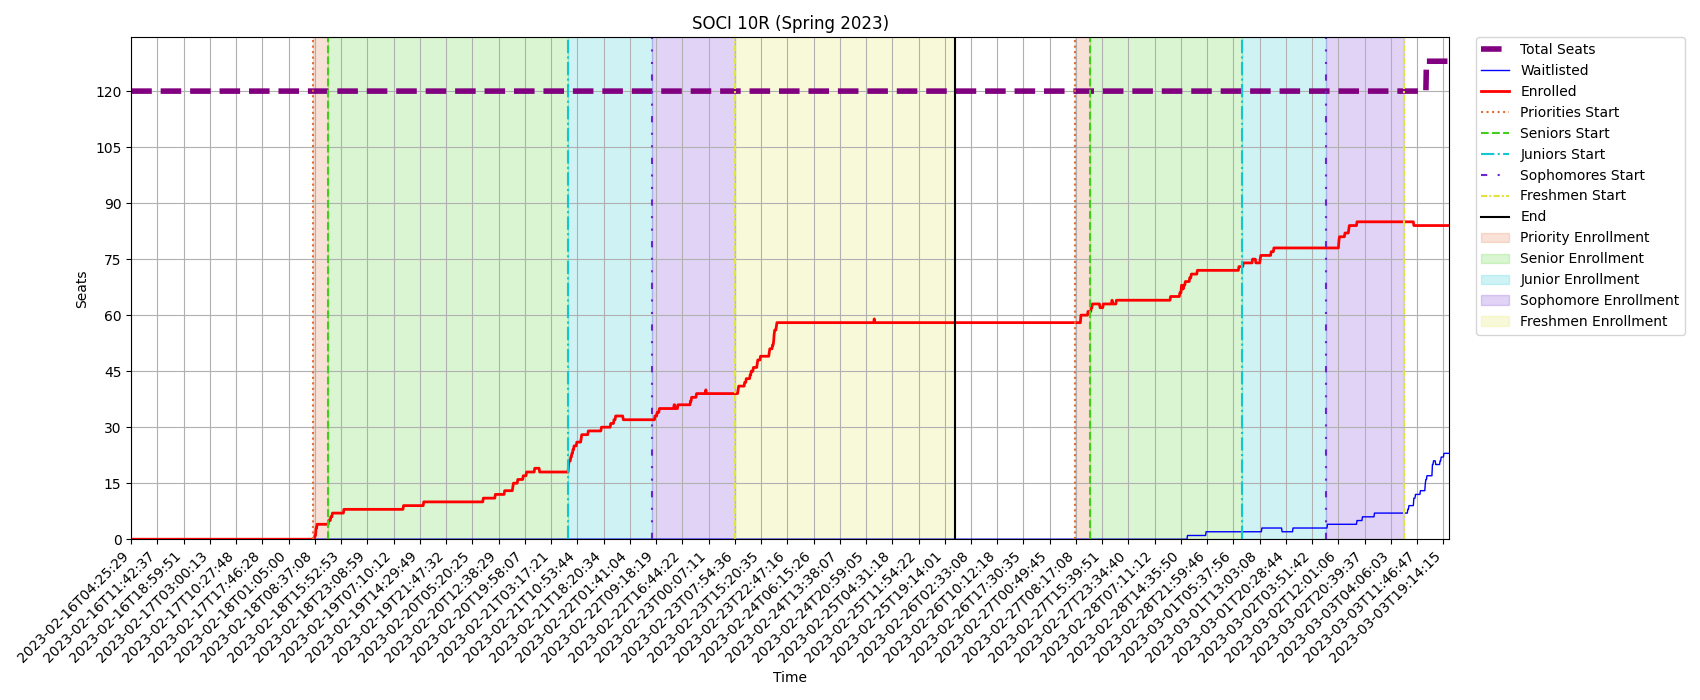 SOCI 10R (Spring 2023)
Seats
120
105
90
75
60
45
30
15
0
2023-02-16T04:25:29
2023-02-16T11:42:37
2023-02-16T18:59:51
2023-02-17T03:00:13
2023-02-17T10:27:48
2023-02-17T17:46:28
2023-02-18T01:05:00
2023-02-18T08:37:08
2023-02-18T15:52:53
2023-02-18T23:08:59
2023-02-19T07:10:12
2023-02-19T14:29:49
2023-02-19T21:47:32
2023-02-20T05:20:23
2023-02-20T12:38:29
2023-02-20T19:58:07
2023-02-21T03:17:21
2023-02-21T10:53:44
2023-02-21T18:20:34
2023-02-22T01:41:04
2023-02-22T09:18:19
2023-02-22T16:44:22
2023-02-23T00:07:11
2023-02-23T07:54:36
2023-02-23T15:20:35
2023-02-23T22:47:16
2023-02-24T06:15:26
2023-02-24T13:38:07
2023-02-24T20:59:05
2023-02-25T04:31:18
2023-02-25T11:54:22
2023-02-25T19:14:01
2023-02-26T02:33:08
2023-02-26T10:12:18
2023-02-26T17:30:35
2023-02-27T00:49:45
2023-02-27T08:17:08
2023-02-27T15:39:51
2023-02-27T23:34:40
2023-02-28T07:11:12
2023-02-28T14:35:50
2023-02-28T21:59:46
2023-03-01T05:37:56
2023-03-01T13:03:08
2023-03-01T20:28:44
2023-03-02T03:51:42
2023-03-02T12:01:06
2023-03-02T20:39:37
2023-03-03T04:06:03
2023-03-03T11:46:47
2023-03-03T19:14:15
Time
Total Seats
Waitlisted
Enrolled
Priorities Start
Seniors Start
Juniors Start
Sophomores Start
Freshmen Start
End
Priority Enrollment
Senior Enrollment
Junior Enrollment
Sophomore Enrollment
Freshmen Enrollment